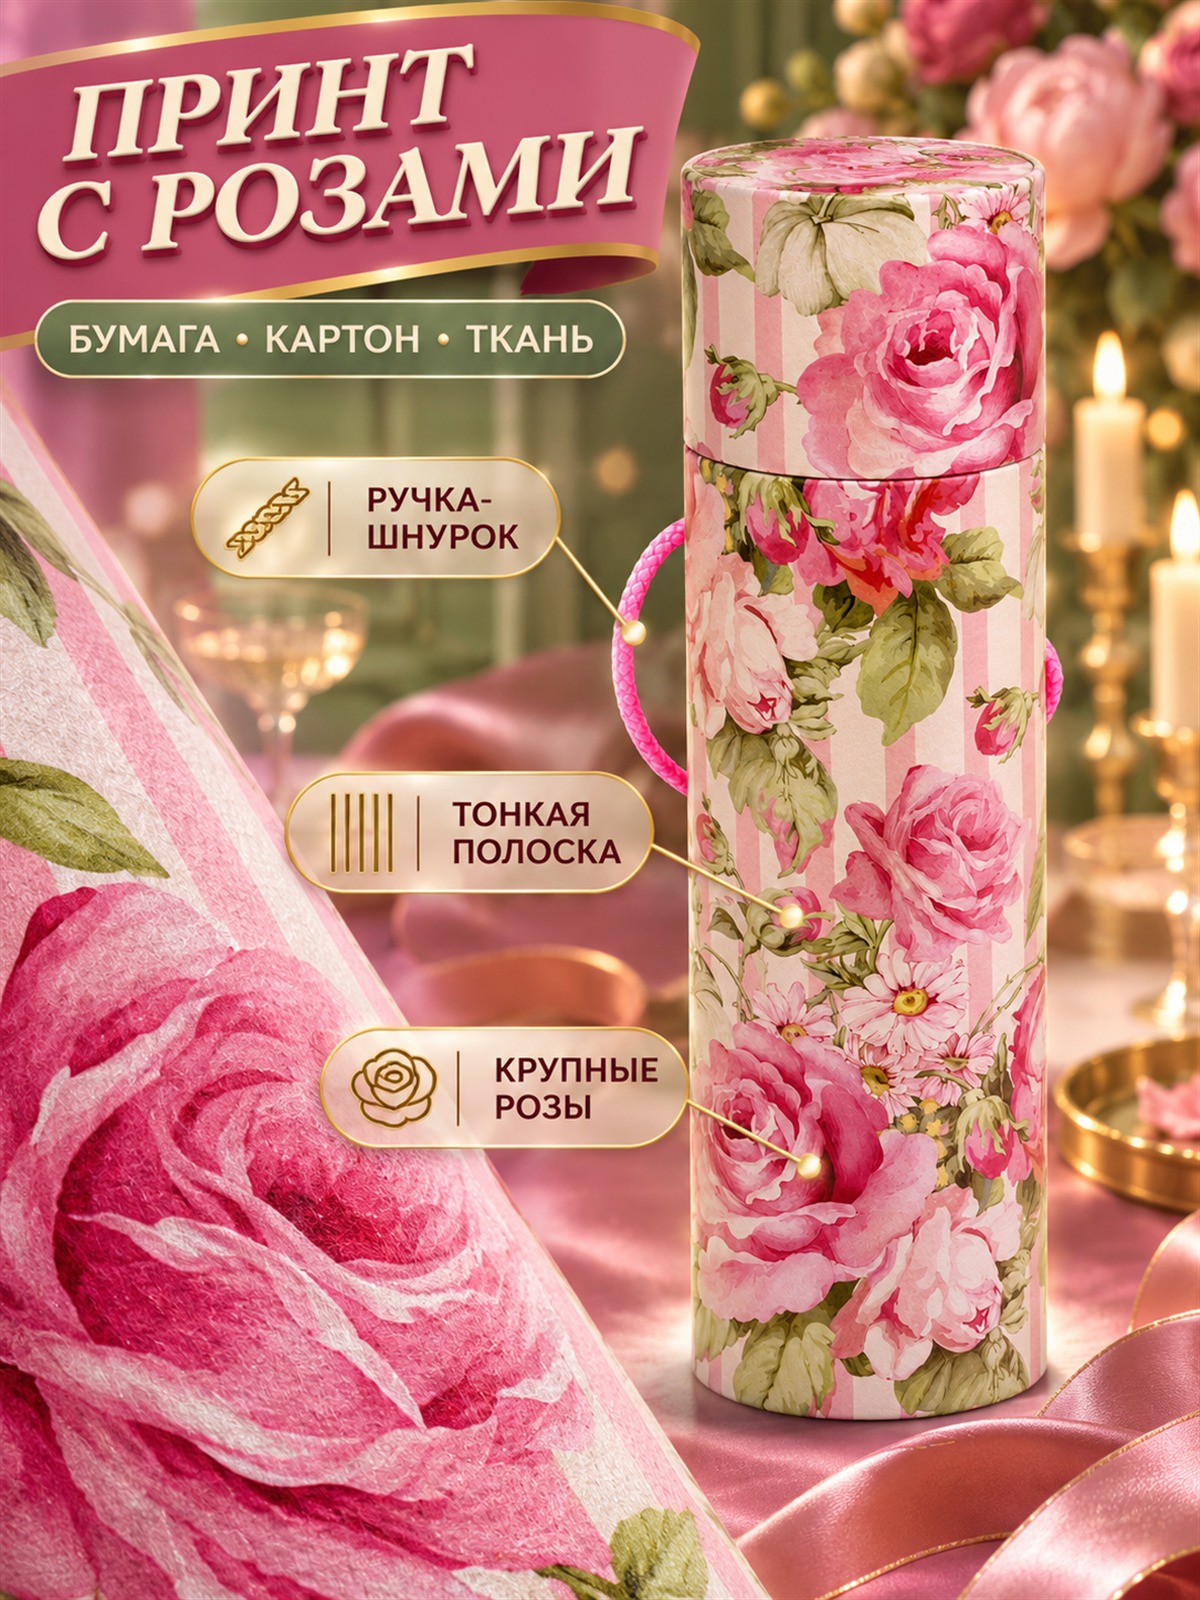 ПРИНТ
С РОЗАМИ
БУМАГА • КАРТОН • ТКАНЬ
РУЧКА-
ШНУРОК
ТОНКАЯ
ПОЛОСКА
КРУПНЫЕ
РОЗЫ